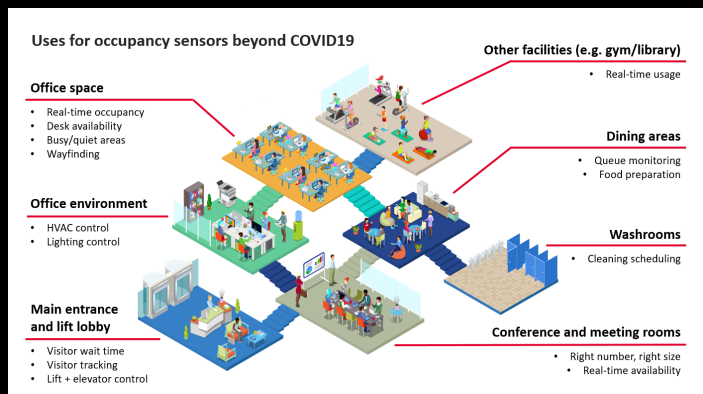 Uses for occupancy sensors beyond COVID19
Other facilities (e.g. gym/library)
• Real-time usage
Office space
• Real-time occupancy
• Desk availability
• Busy/quiet areas
• Wayfinding
Dining areas
• Queue monitoring
• Food preparation
Office environment
• HVAC control
• Lighting control
Washrooms
• Cleaning scheduling
Main entrance
and lift lobby
• Visitor wait time
• Visitor tracking
• Lift + elevator control
Conference and meeting rooms
• Right number, right size
• Real-time availability